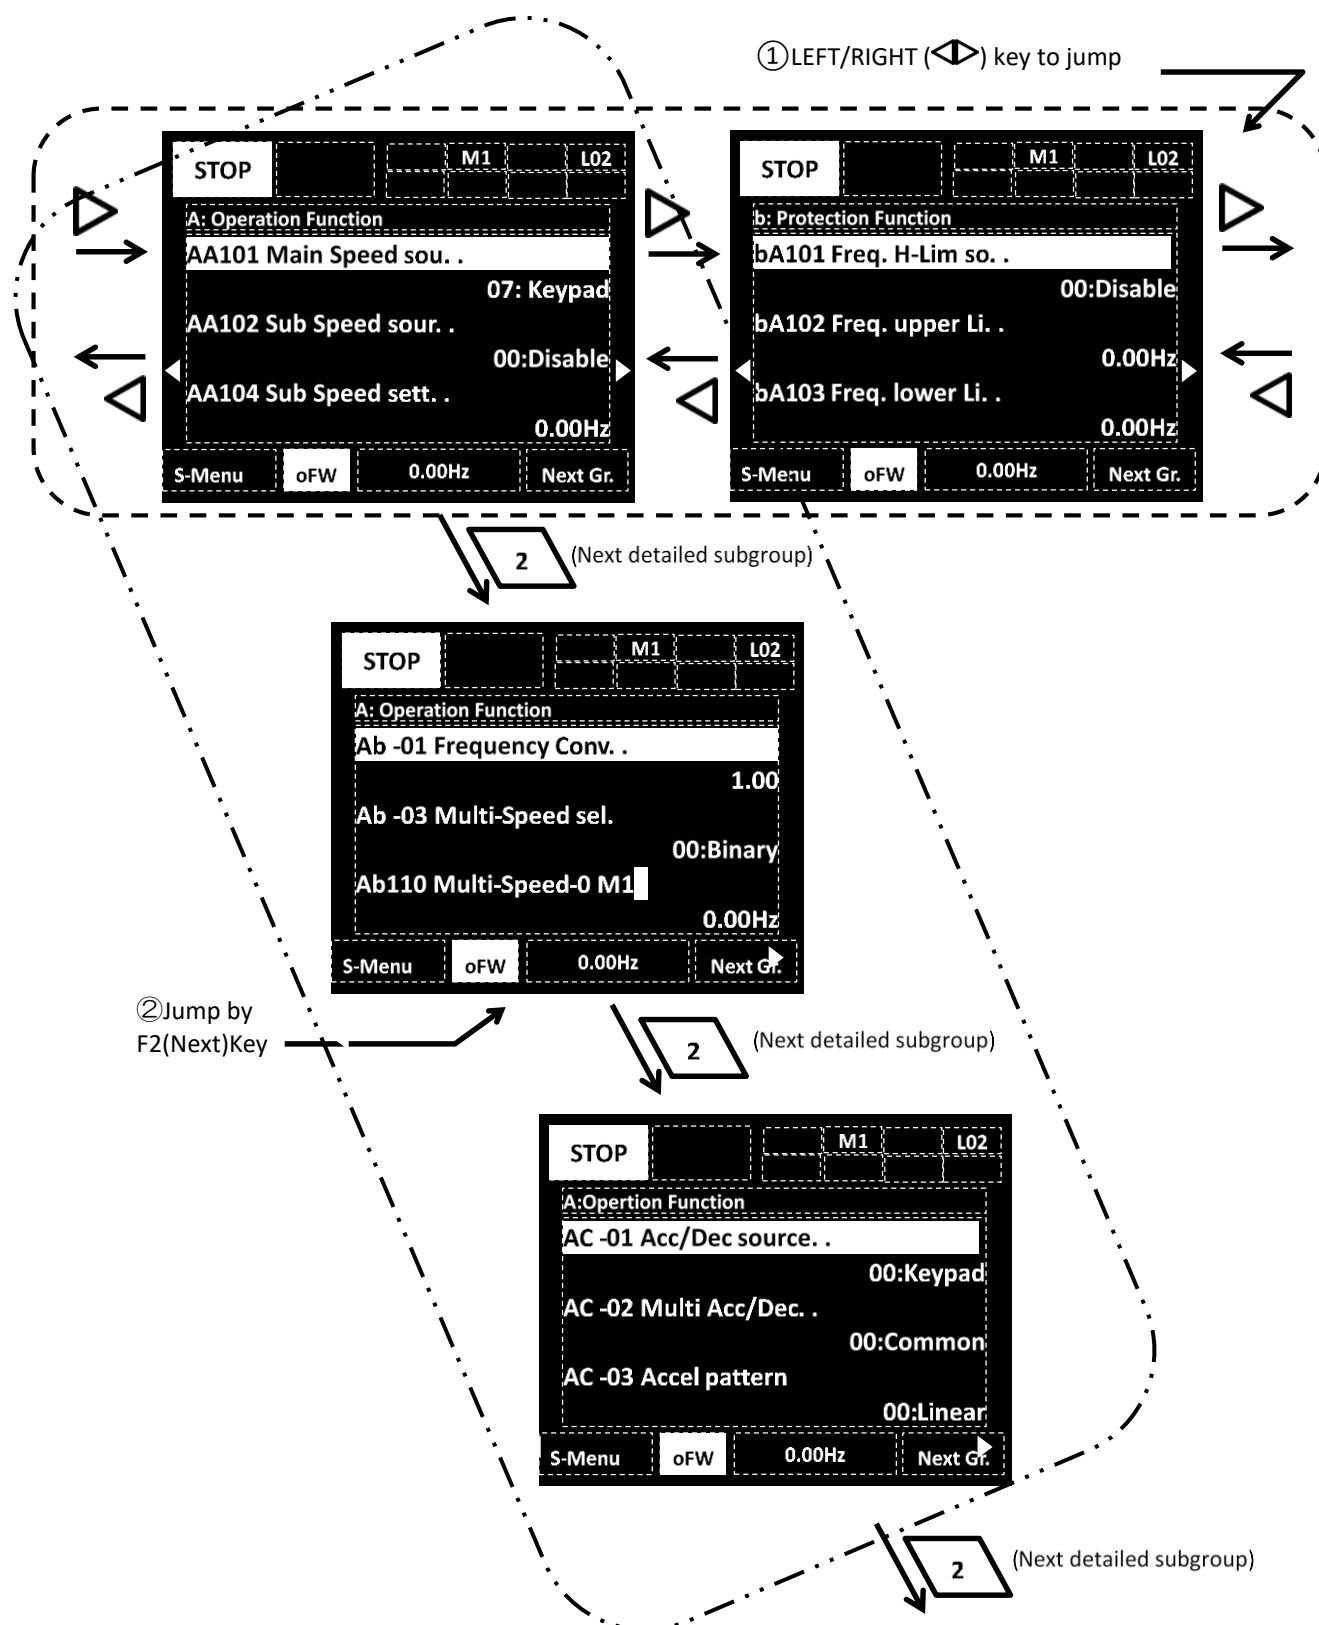 ①LEFT/RIGHT (◁▷) key to jump
STOP M1 L02
A: Operation Function
AA101 Main Speed sou. .
07: Keypad
AA102 Sub Speed sour. .
00:Disable
AA104 Sub Speed sett. .
0.00Hz
S-Menu oFW 0.00Hz Next Gr.
STOP M1 L02
b: Protection Function
bA101 Freq. H-Lim so. .
00:Disable
bA102 Freq. upper Li. .
0.00Hz
bA103 Freq. lower Li. .
0.00Hz
S-Menu oFW 0.00Hz Next Gr.
2 (Next detailed subgroup)
STOP M1 L02
A: Operation Function
Ab -01 Frequency Conv. .
1.00
Ab -03 Multi-Speed sel.
00:Binary
Ab110 Multi-Speed-0 M1
0.00Hz
S-Menu oFW 0.00Hz Next Gr.
②Jump by
F2(Next)Key
2 (Next detailed subgroup)
STOP M1 L02
A:Opertion Function
AC -01 Acc/Dec source. .
00:Keypad
AC -02 Multi Acc/Dec. .
00:Common
AC -03 Accel pattern
00:Linear
S-Menu oFW 0.00Hz Next Gr.
2 (Next detailed subgroup)